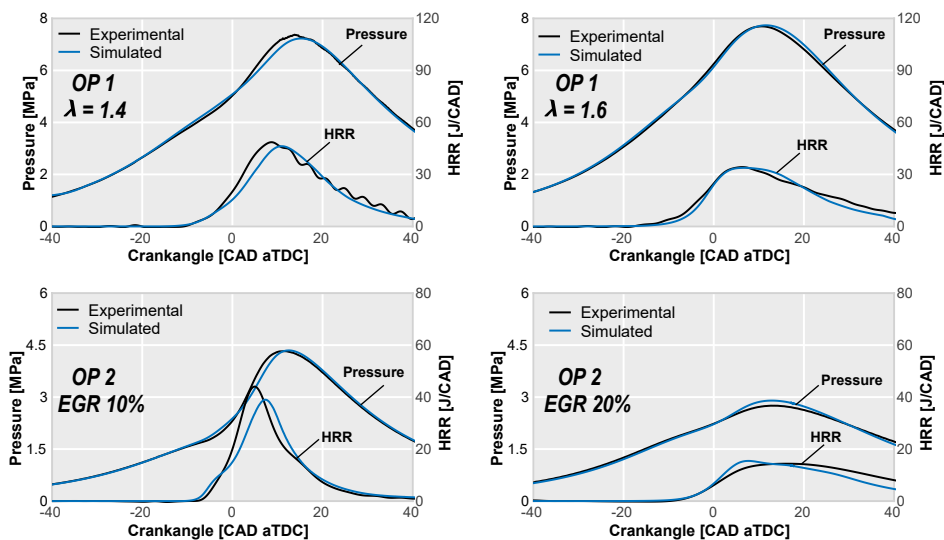 8
6
4
2
0
Pressure [MPa]
Experimental
Simulated
OP 1
λ = 1.4
Pressure
HRR
120
90
60
30
0
HRR [J/CAD]
-40
-20
0
20
40
Crankangle [CAD aTDC]
8
6
4
2
0
Pressure [MPa]
Experimental
Simulated
OP 1
λ = 1.6
Pressure
HRR
120
90
60
30
0
HRR [J/CAD]
-40
-20
0
20
40
Crankangle [CAD aTDC]
6
4.5
3
1.5
0
Pressure [MPa]
Experimental
Simulated
OP 2
EGR 10%
Pressure
HRR
80
60
40
20
0
HRR [J/CAD]
-40
-20
0
20
40
Crankangle [CAD aTDC]
6
4.5
3
1.5
0
Pressure [MPa]
Experimental
Simulated
OP 2
EGR 20%
Pressure
HRR
80
60
40
20
0
HRR [J/CAD]
-40
-20
0
20
40
Crankangle [CAD aTDC]